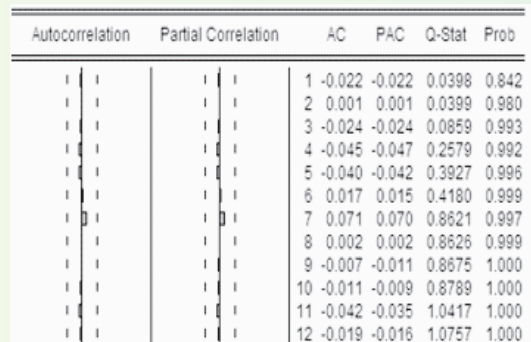 Autocorrelation Partial Correlation AC PAC Q-Stat Prob
1 -0.022 -0.022 0.0398 0.842
2 0.001 0.001 0.0399 0.980
3 -0.024 -0.024 0.0859 0.993
4 -0.045 -0.047 0.2579 0.992
5 -0.040 -0.042 0.3927 0.996
6 0.017 0.015 0.4180 0.999
7 0.071 0.070 0.8621 0.997
8 0.002 0.002 0.8626 0.999
9 -0.007 -0.011 0.8675 1.000
10 -0.011 -0.009 0.8789 1.000
11 -0.042 -0.035 1.0417 1.000
12 -0.019 -0.016 1.0757 1.000